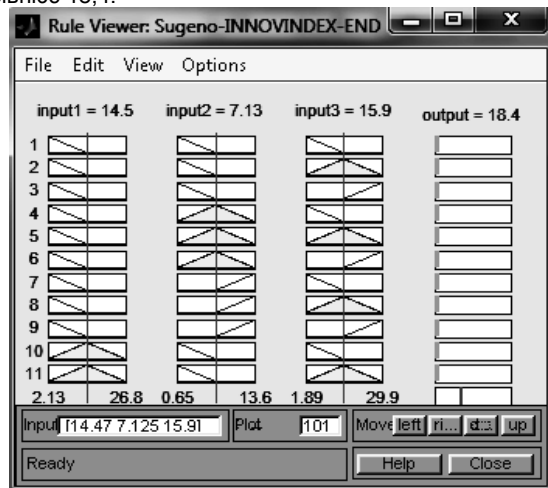 Rule Viewer: Sugeno-INNOVINDEX-END
File Edit View Options
input1 = 14.5 input2 = 7.13 input3 = 15.9 output = 18.4
1
2
3
4
5
6
7
8
9
10
11
2.13 26.8 0.65 13.6 1.89 29.9
Input [14.47 7.125 15.9] Plot 101 Move left ri... up
Ready Help Close